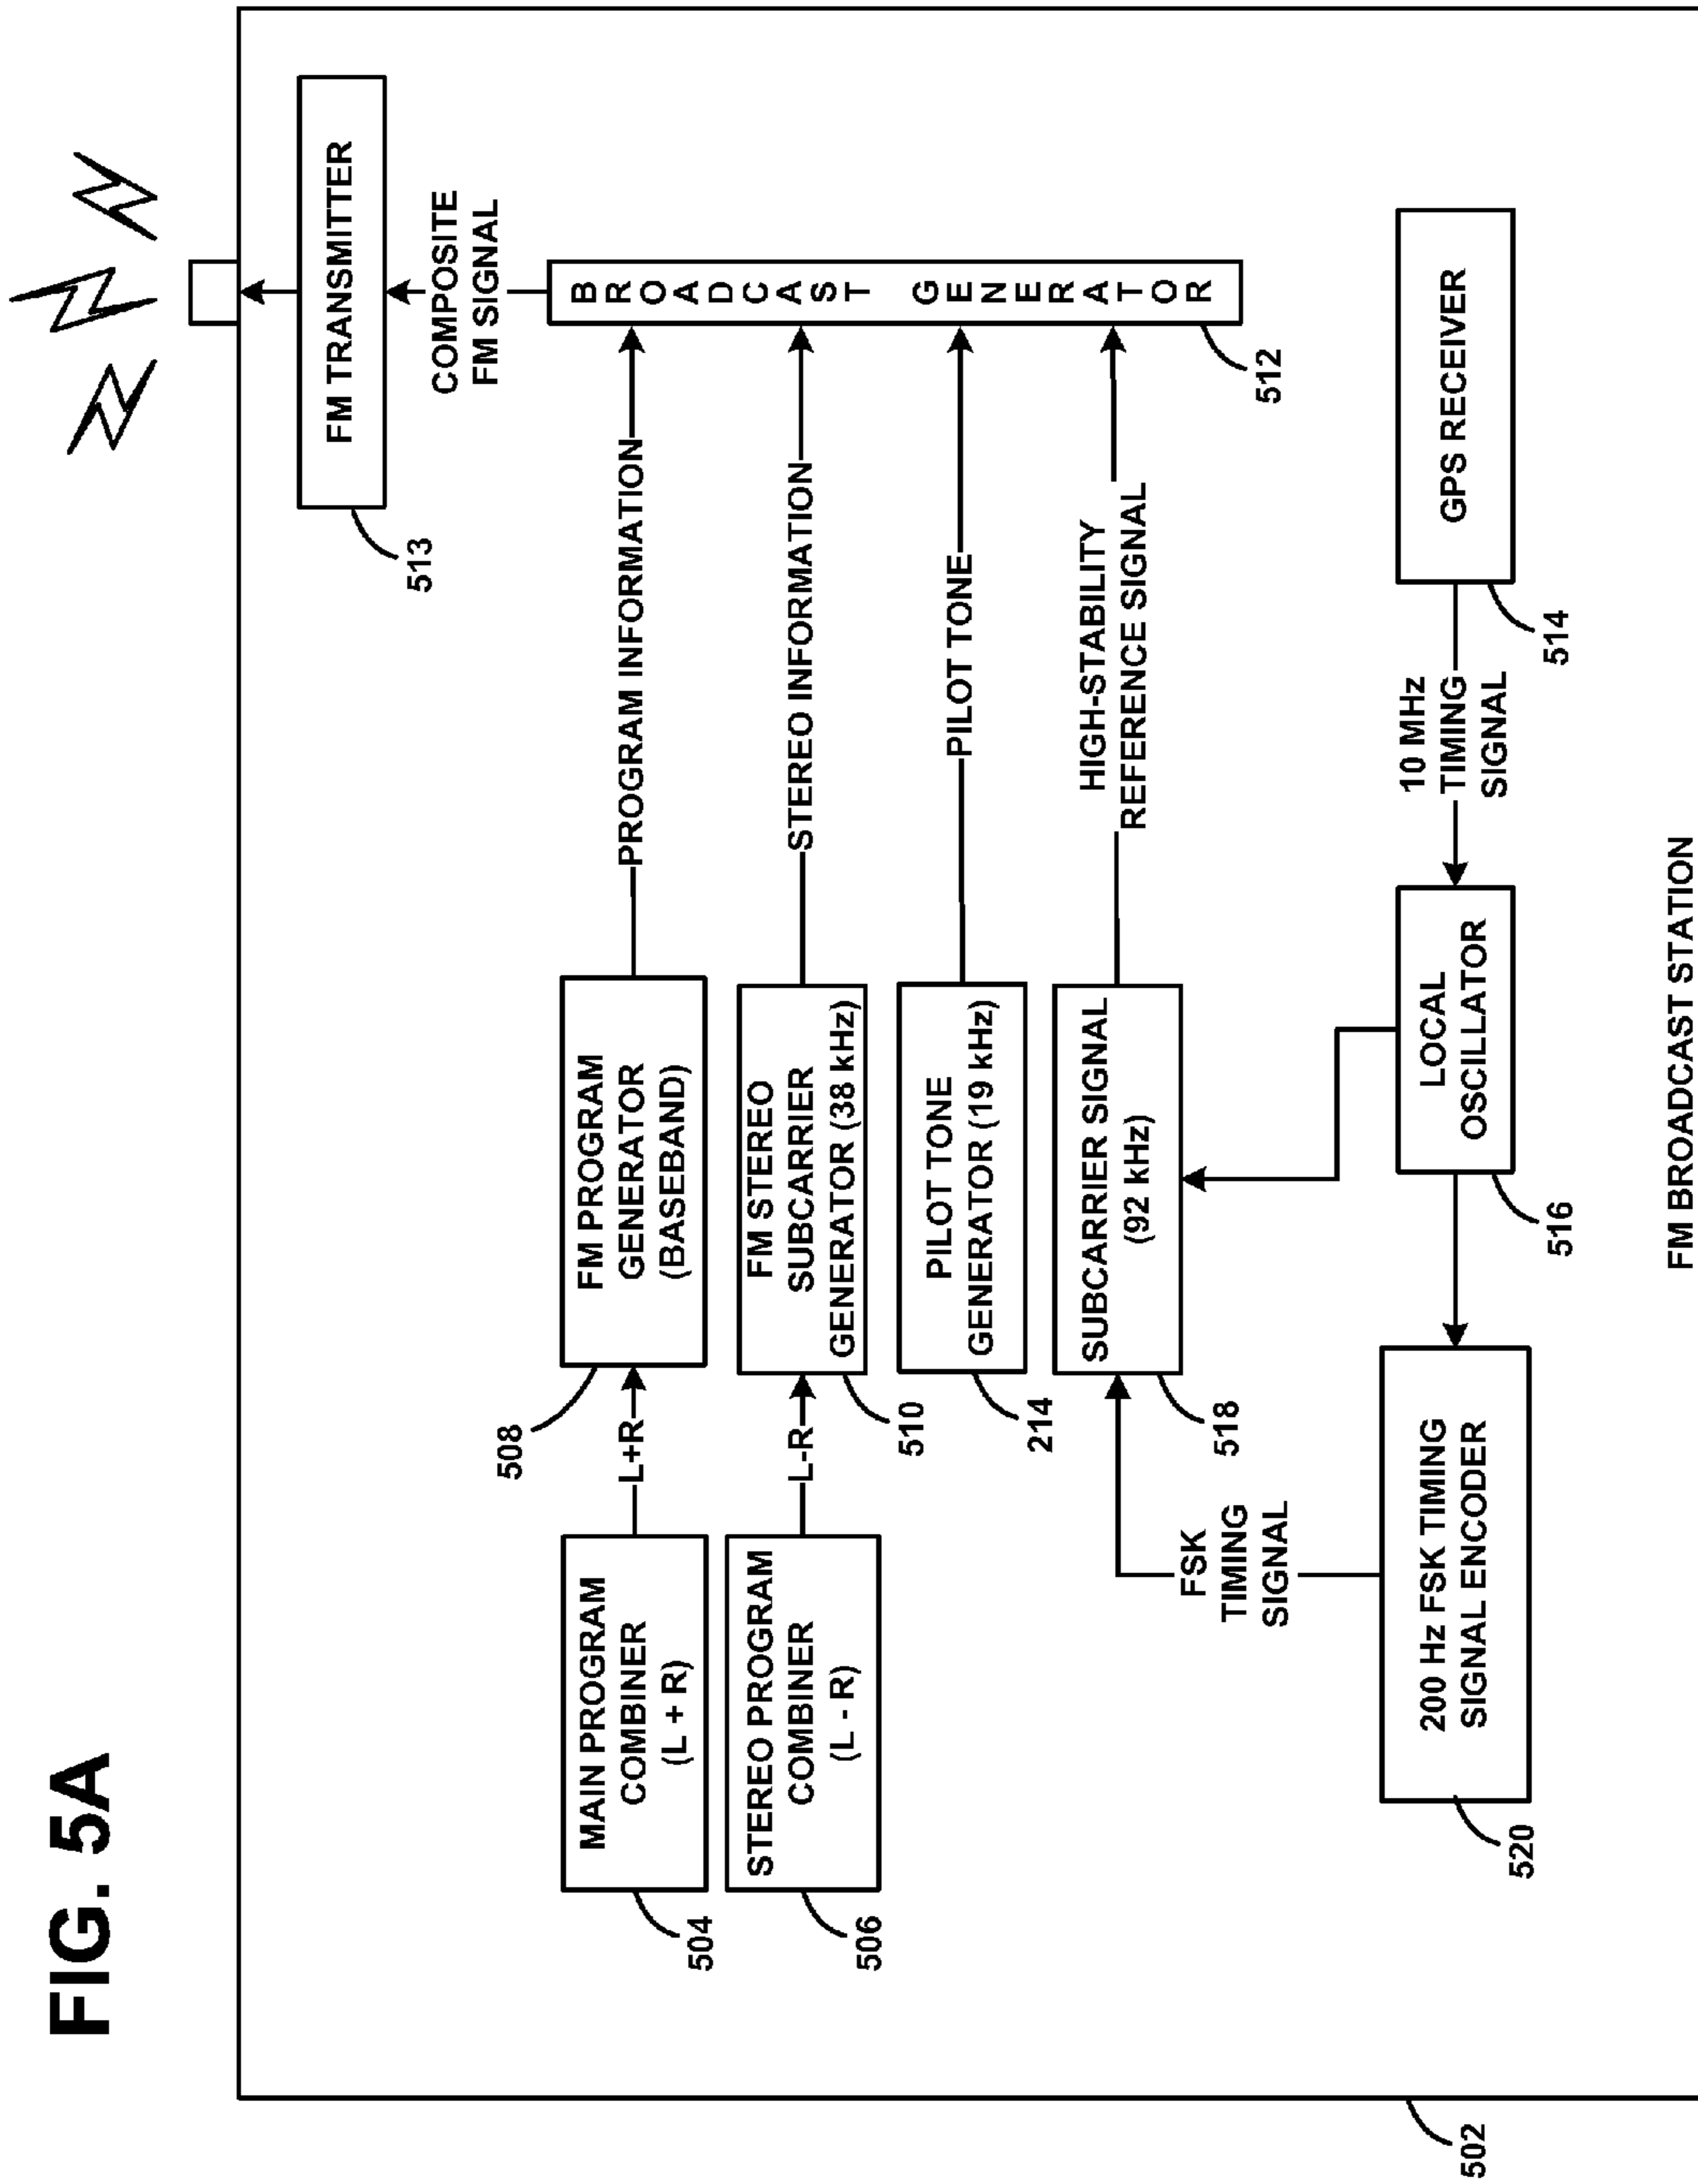 FIG. 5A
FM TRANSMITTER
513
COMPOSITE
FM SIGNAL
BROADCAST GENERATOR
512
MAIN PROGRAM
COMBINER
(L + R)
504
L+R
FM PROGRAM
GENERATOR
(BASEBAND)
508
PROGRAM INFORMATION
STEREO PROGRAM
COMBINER
(L - R)
506
L-R
FM STEREO
SUBCARRIER
GENERATOR (38 kHz)
510
STEREO INFORMATION
PILOT TONE
GENERATOR (19 kHz)
214
PILOT TONE
SUBCARRIER SIGNAL
(92 kHz)
518
HIGH-STABILITY
REFERENCE SIGNAL
FSK
TIMING
SIGNAL
200 Hz FSK TIMING
SIGNAL ENCODER
520
LOCAL
OSCILLATOR
516
10 MHz
TIMING
SIGNAL
GPS RECEIVER
514
FM BROADCAST STATION
502